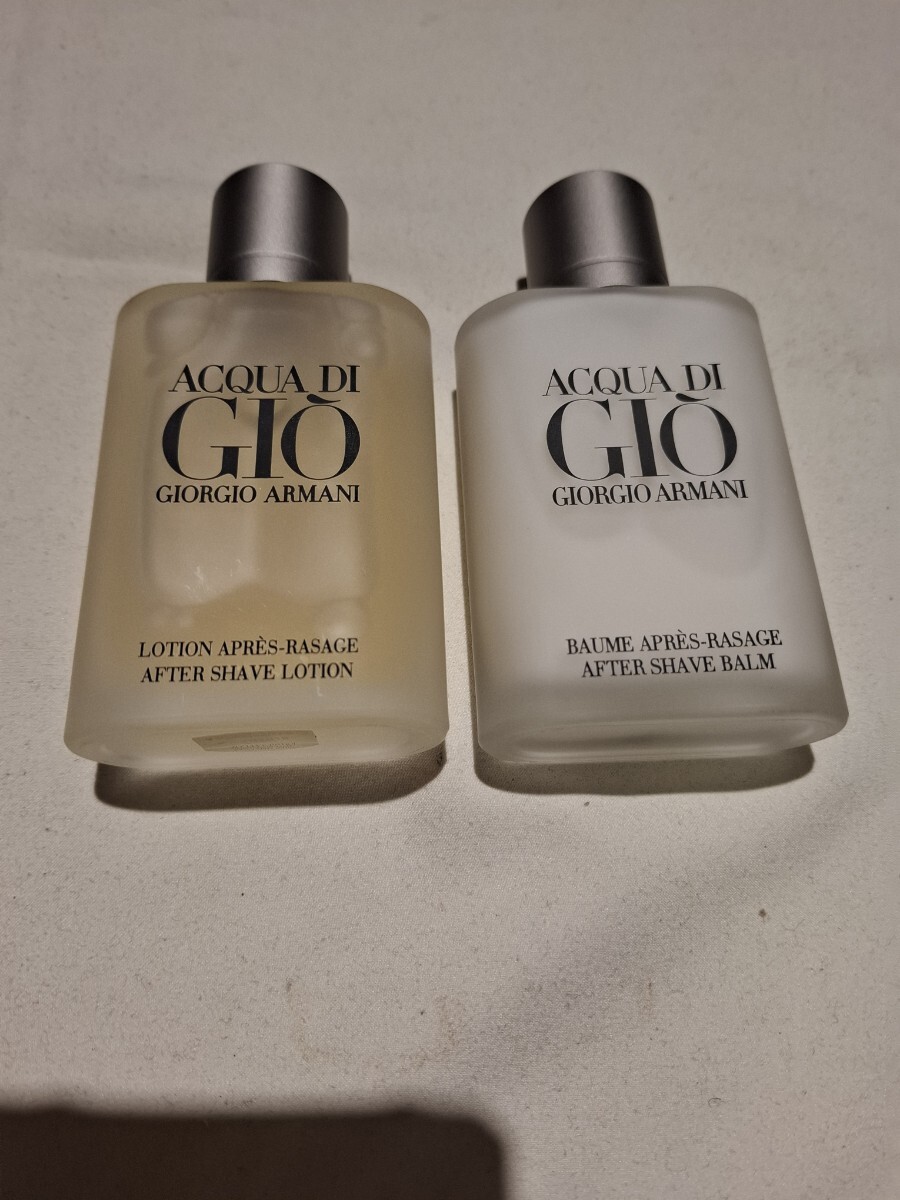 ACQUA DI
GIÒ
GIORGIO ARMANI
LOTION APRÈS-RASAGE
AFTER SHAVE LOTION
ACQUA DI
GIÒ
GIORGIO ARMANI
BAUME APRÈS-RASAGE
AFTER SHAVE BALM